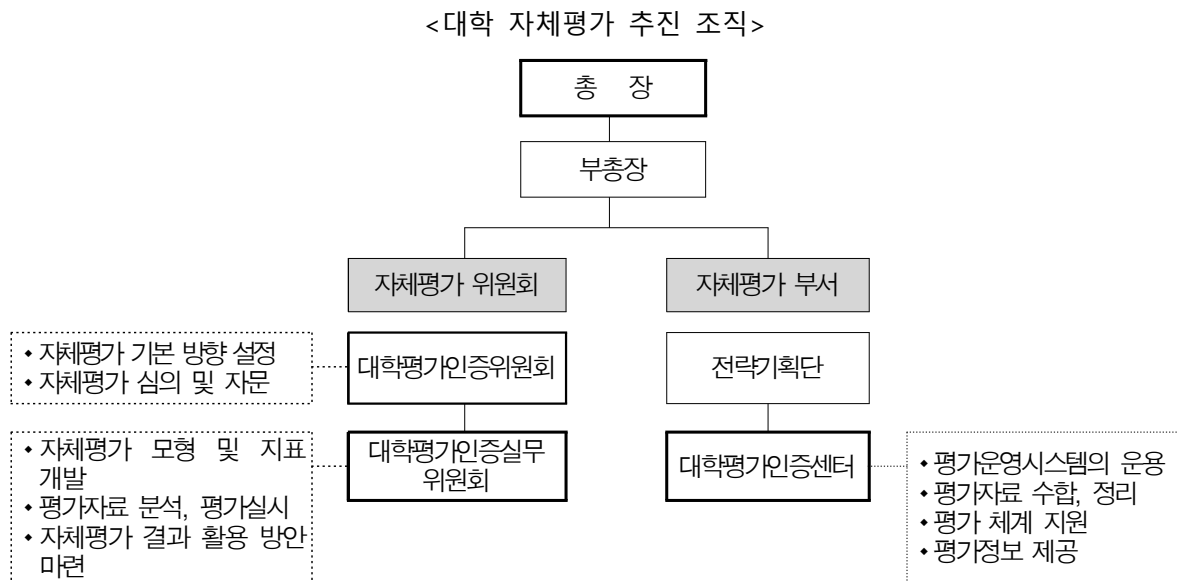 <대학 자체평가 추진 조직>
총 장
부총장
자체평가 위원회
자체평가 부서
◆ 자체평가 기본 방향 설정
◆ 자체평가 심의 및 자문
대학평가인증위원회
전략기획단
◆ 자체평가 모형 및 지표
개발
◆ 평가자료 분석, 평가실시
◆ 자체평가 결과 활용 방안
마련
대학평가인증실무
위원회
대학평가인증센터
◆ 평가운영시스템의 운용
◆ 평가자료 수합, 정리
◆ 평가 체계 지원
◆ 평가정보 제공